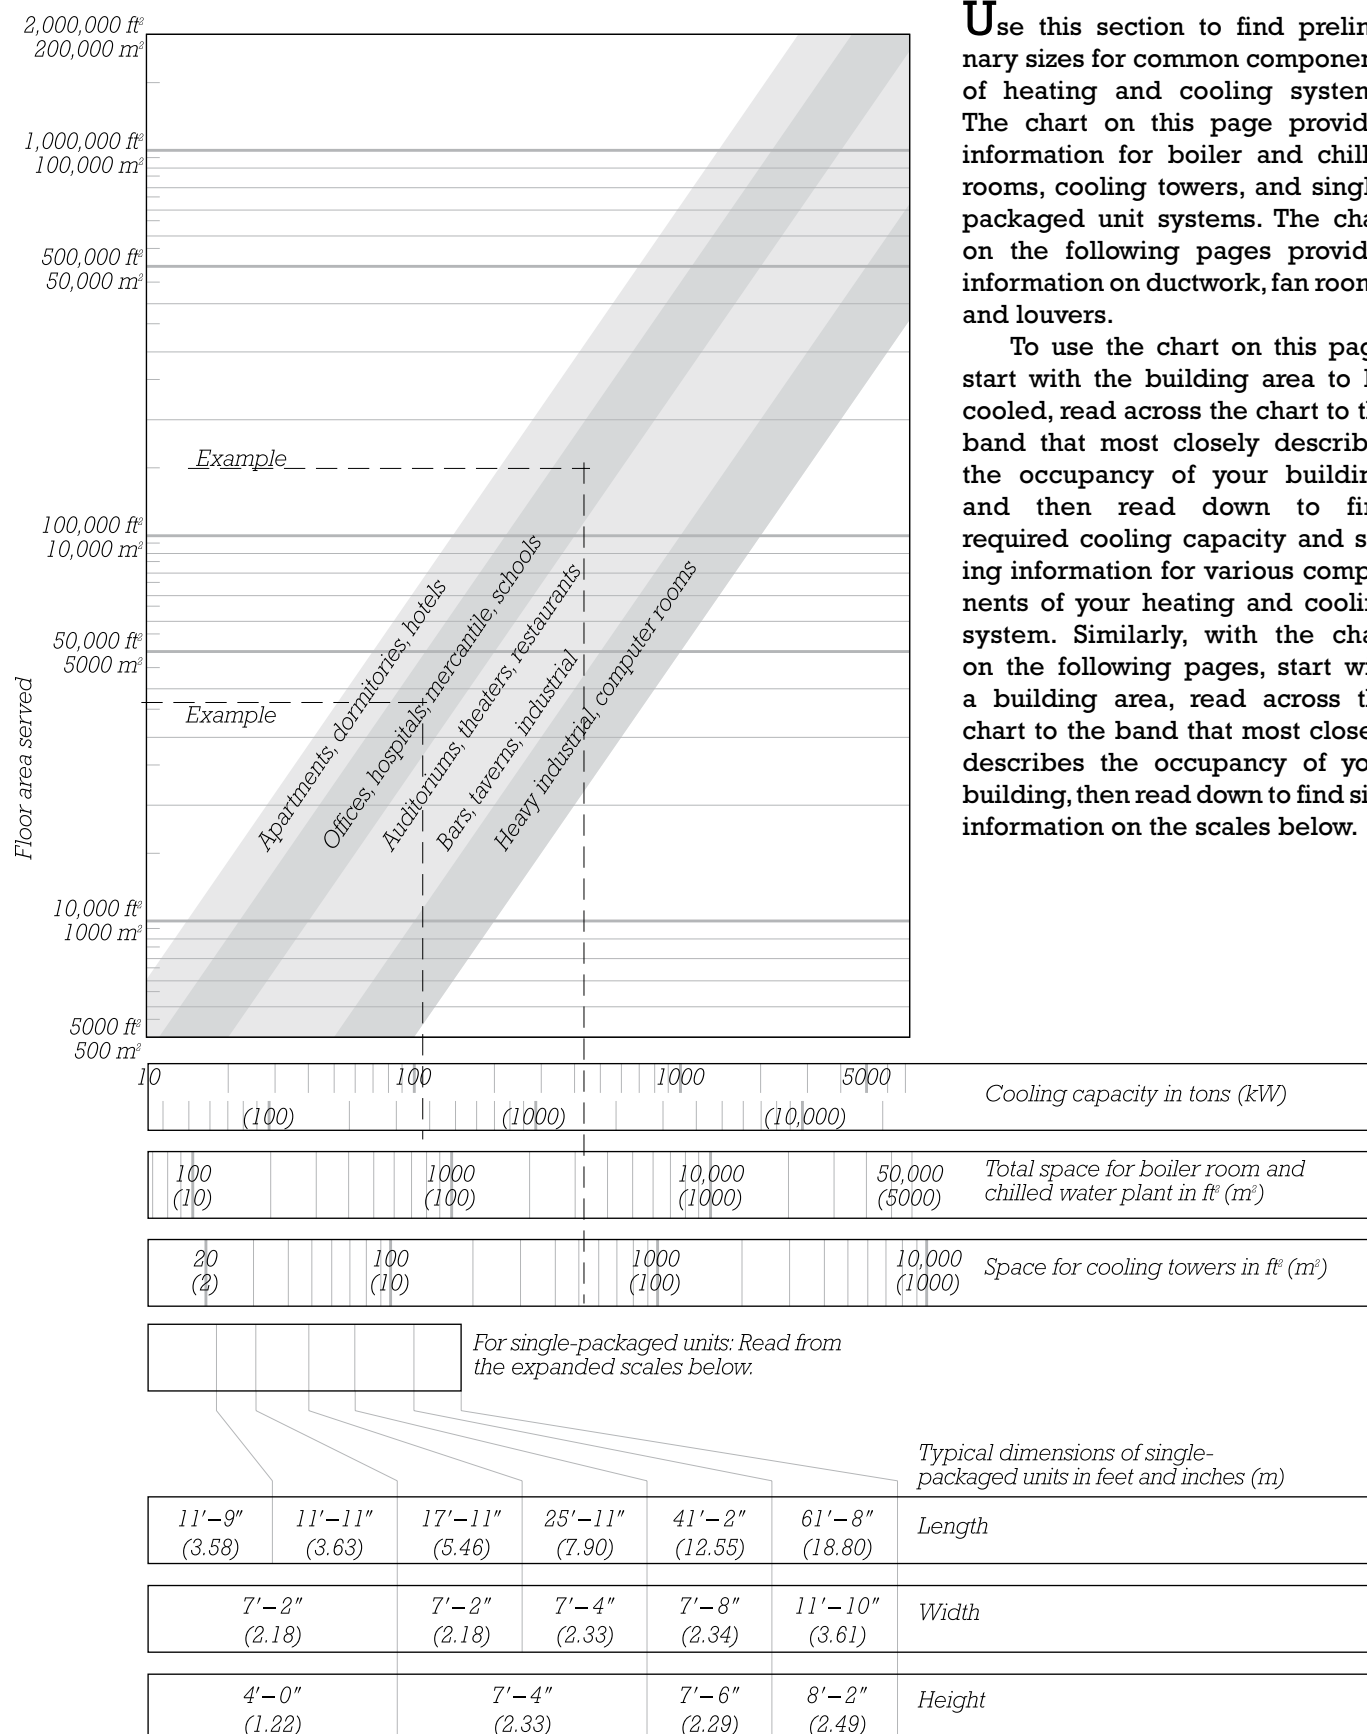 2,000,000 ft²
200,000 m²
1,000,000 ft²
100,000 m²
500,000 ft²
50,000 m²
100,000 ft²
10,000 m²
50,000 ft²
5000 m²
10,000 ft²
1000 m²
5000 ft²
500 m²
Floor area served
Example
Example
Apartments, dormitories, hotels
Offices, hospitals, mercantile, schools
Auditoriums, theaters, restaurants
Bars, taverns, industrial
Heavy industrial, computer rooms
Use this section to find prelim
nary sizes for common componen
of heating and cooling system
The chart on this page provid
information for boiler and chill
rooms, cooling towers, and singl
packaged unit systems. The cha
on the following pages provid
information on ductwork, fan room
and louvers.
To use the chart on this pag
start with the building area to b
cooled, read across the chart to th
band that most closely describ
the occupancy of your buildin
and then read down to fin
required cooling capacity and s
ing information for various comp
nents of your heating and coolin
system. Similarly, with the cha
on the following pages, start wi
a building area, read across th
chart to the band that most close
describes the occupancy of yo
building, then read down to find si
information on the scales below.
10 100 1000 5000
(100) (1000) (10,000)
Cooling capacity in tons (kW)
100 1000 10,000 50,000
(10) (100) (1000) (5000)
Total space for boiler room and
chilled water plant in ft² (m²)
20 100 1000 10,000
(2) (10) (100) (1000)
Space for cooling towers in ft² (m²)
For single-packaged units: Read from
the expanded scales below.
Typical dimensions of single-
packaged units in feet and inches (m)
11′–9″ 11′–11″ 17′–11″ 25′–11″ 41′–2″ 61′–8″
(3.58) (3.63) (5.46) (7.90) (12.55) (18.80)
Length
7′–2″ 7′–2″ 7′–4″ 7′–8″ 11′–10″
(2.18) (2.18) (2.33) (2.34) (3.61)
Width
4′–0″ 7′–4″ 7′–6″ 8′–2″
(1.22) (2.33) (2.29) (2.49)
Height